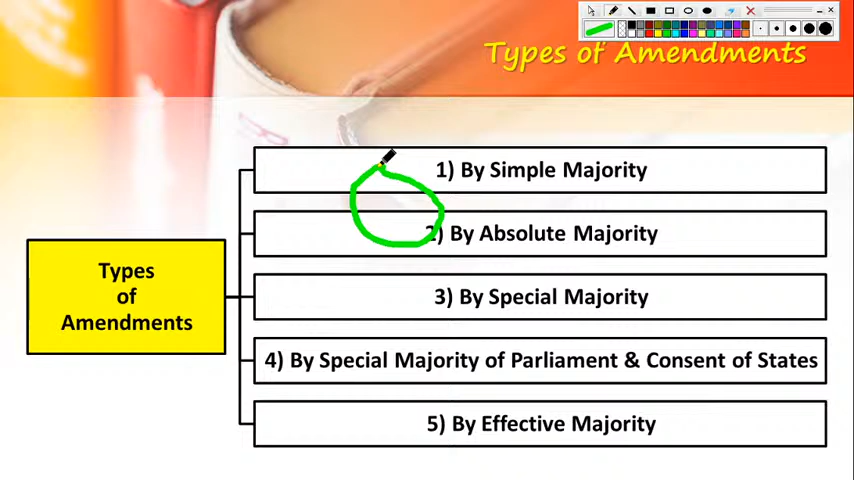 Types of Amendments
1) By Simple Majority
2) By Absolute Majority
Types
of
Amendments
3) By Special Majority
4) By Special Majority of Parliament & Consent of States
5) By Effective Majority